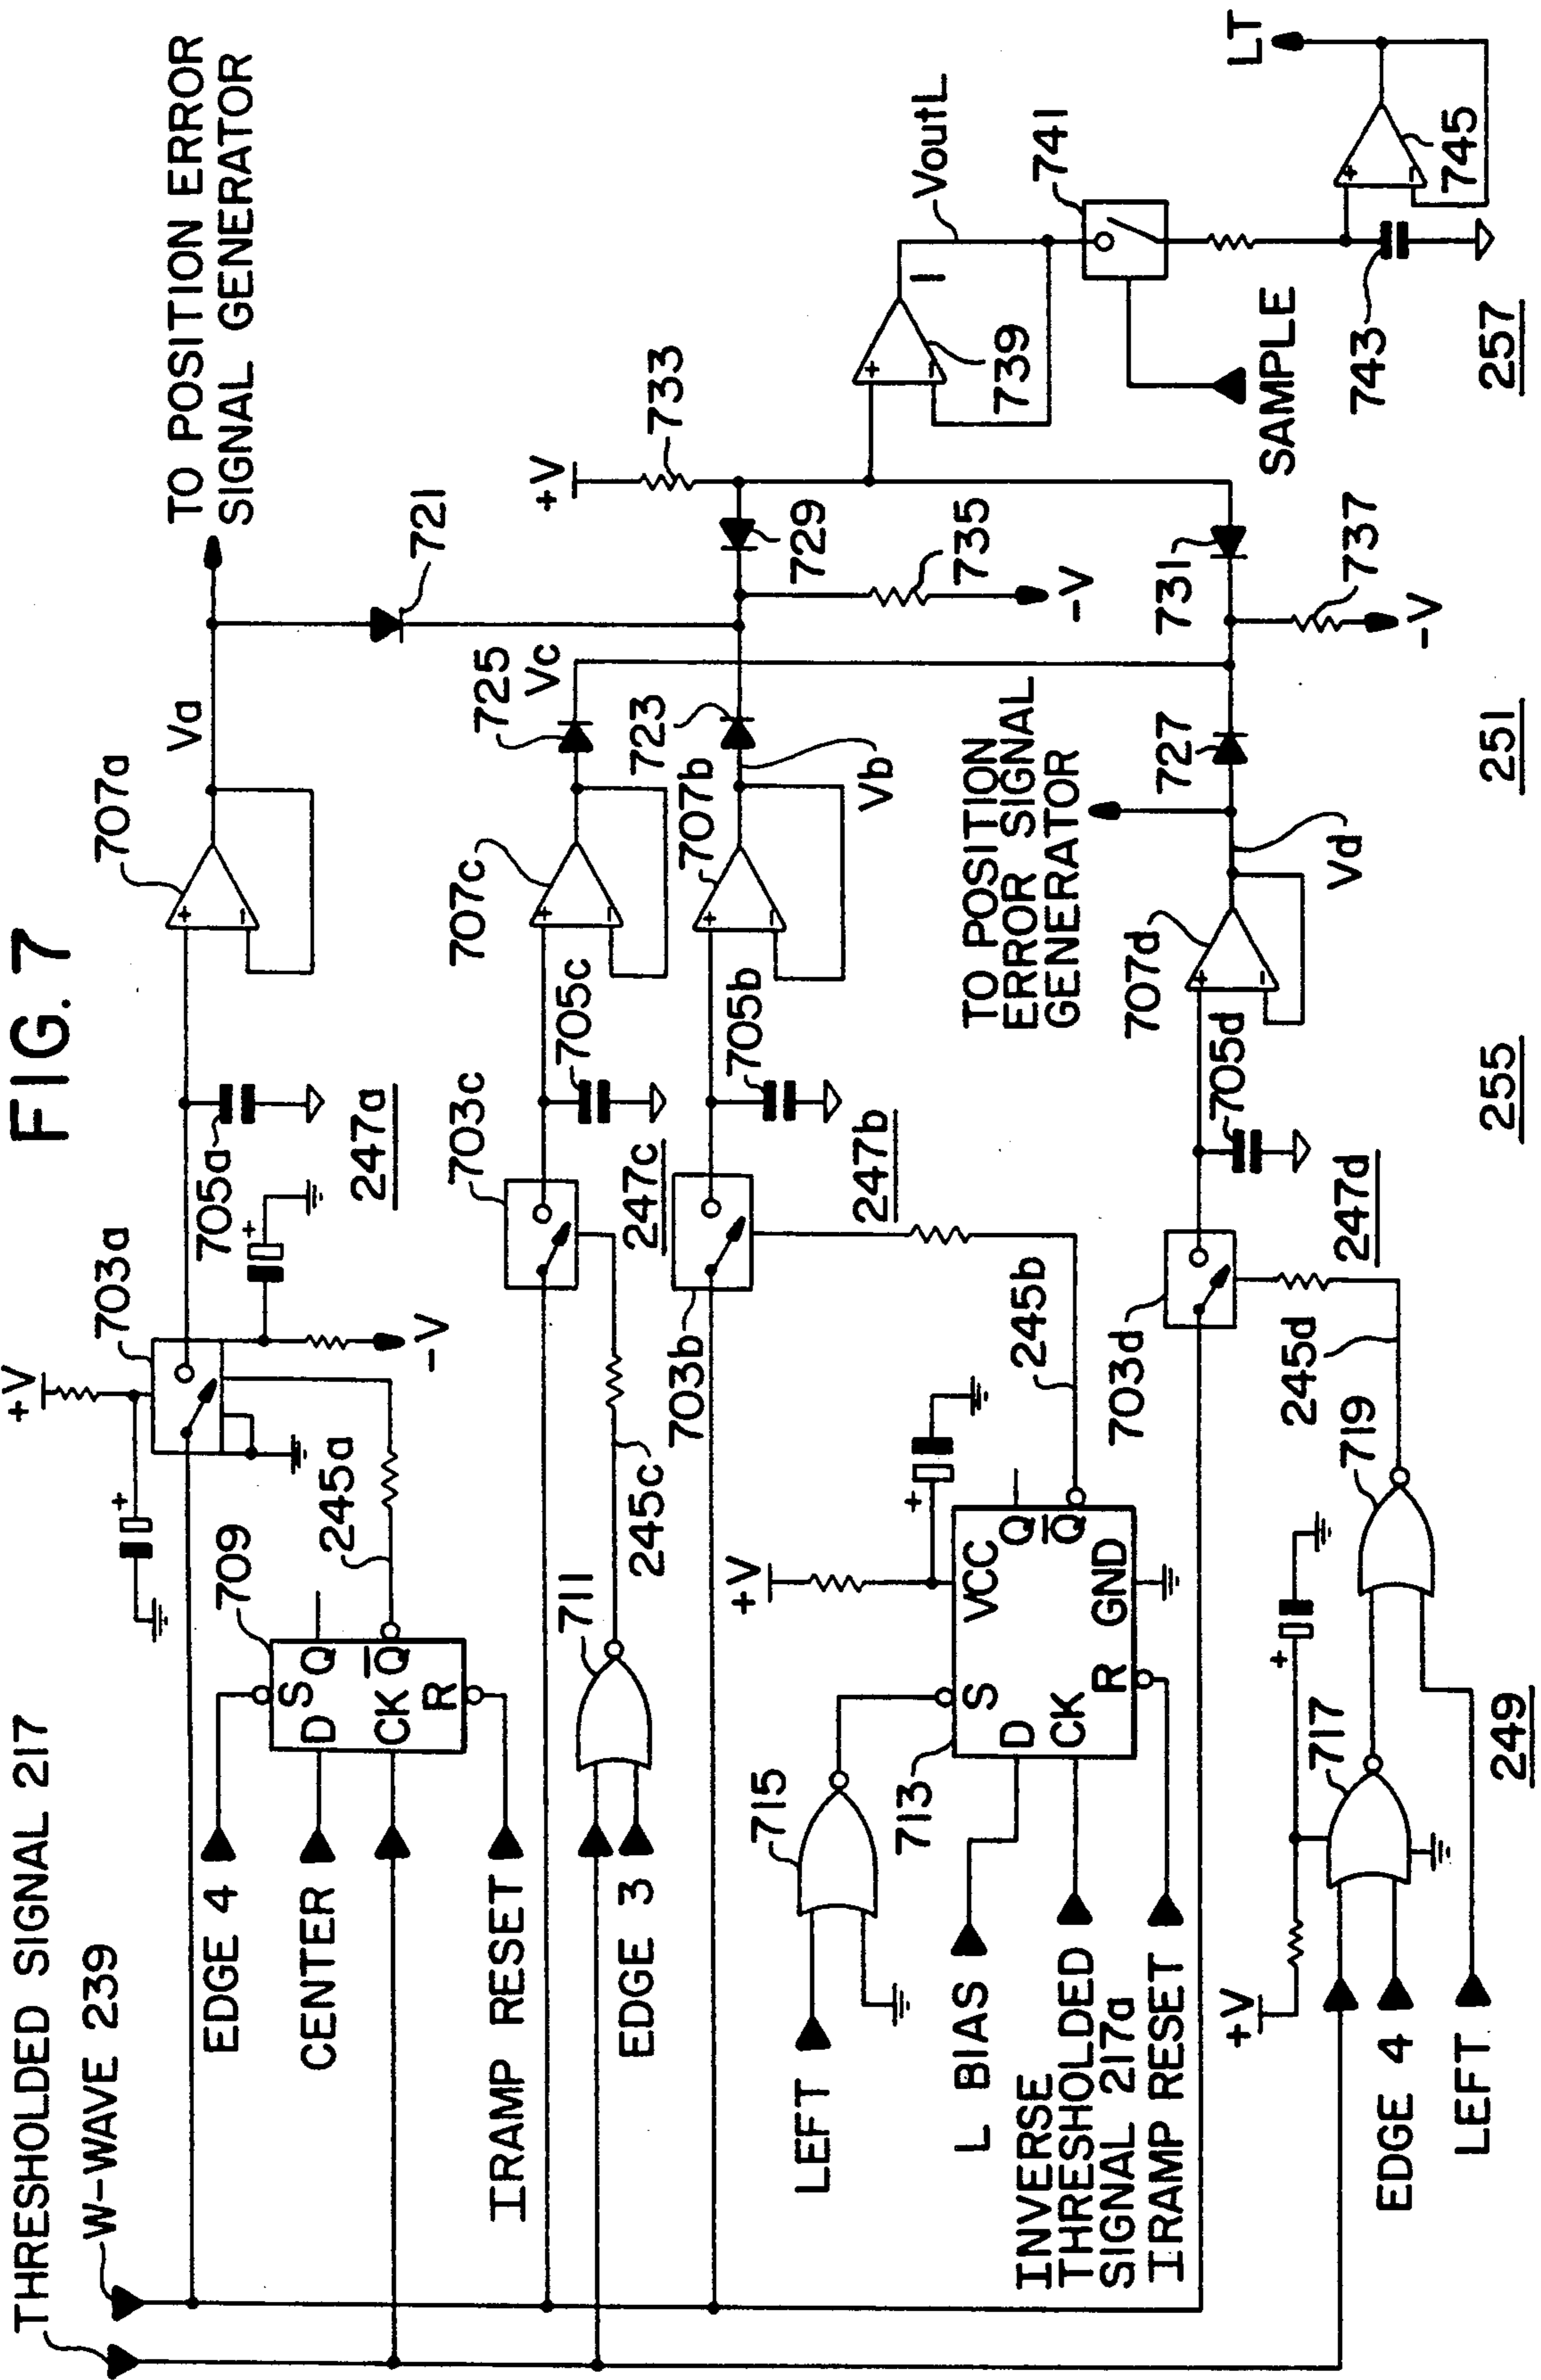 FIG. 7
THRESHOLDED SIGNAL 217
W-WAVE 239
EDGE 4
CENTER
IRAMP RESET
EDGE 3
LEFT
L BIAS
INVERSE
THRESHOLDED
SIGNAL 217a
IRAMP RESET
EDGE 4
LEFT
+V
703a
705a
247a
-V
245a
709
S
D
Q
Q
CK
R
711
245c
703c
705c
247c
703b
705b
247b
245b
715
713
+V
VCC
S
D
CK
R
Q
Q
GND
703d
705d
247d
245d
719
717
+V
249
255
707a
Va
TO POSITION ERROR
SIGNAL GENERATOR
721
707c
725
Vc
723
707b
Vb
TO POSITION
ERROR SIGNAL
GENERATOR
707d
Vd
727
251
+V
733
729
735
-V
731
737
-V
739
1
VoutL
741
SAMPLE
743
745
LT
257